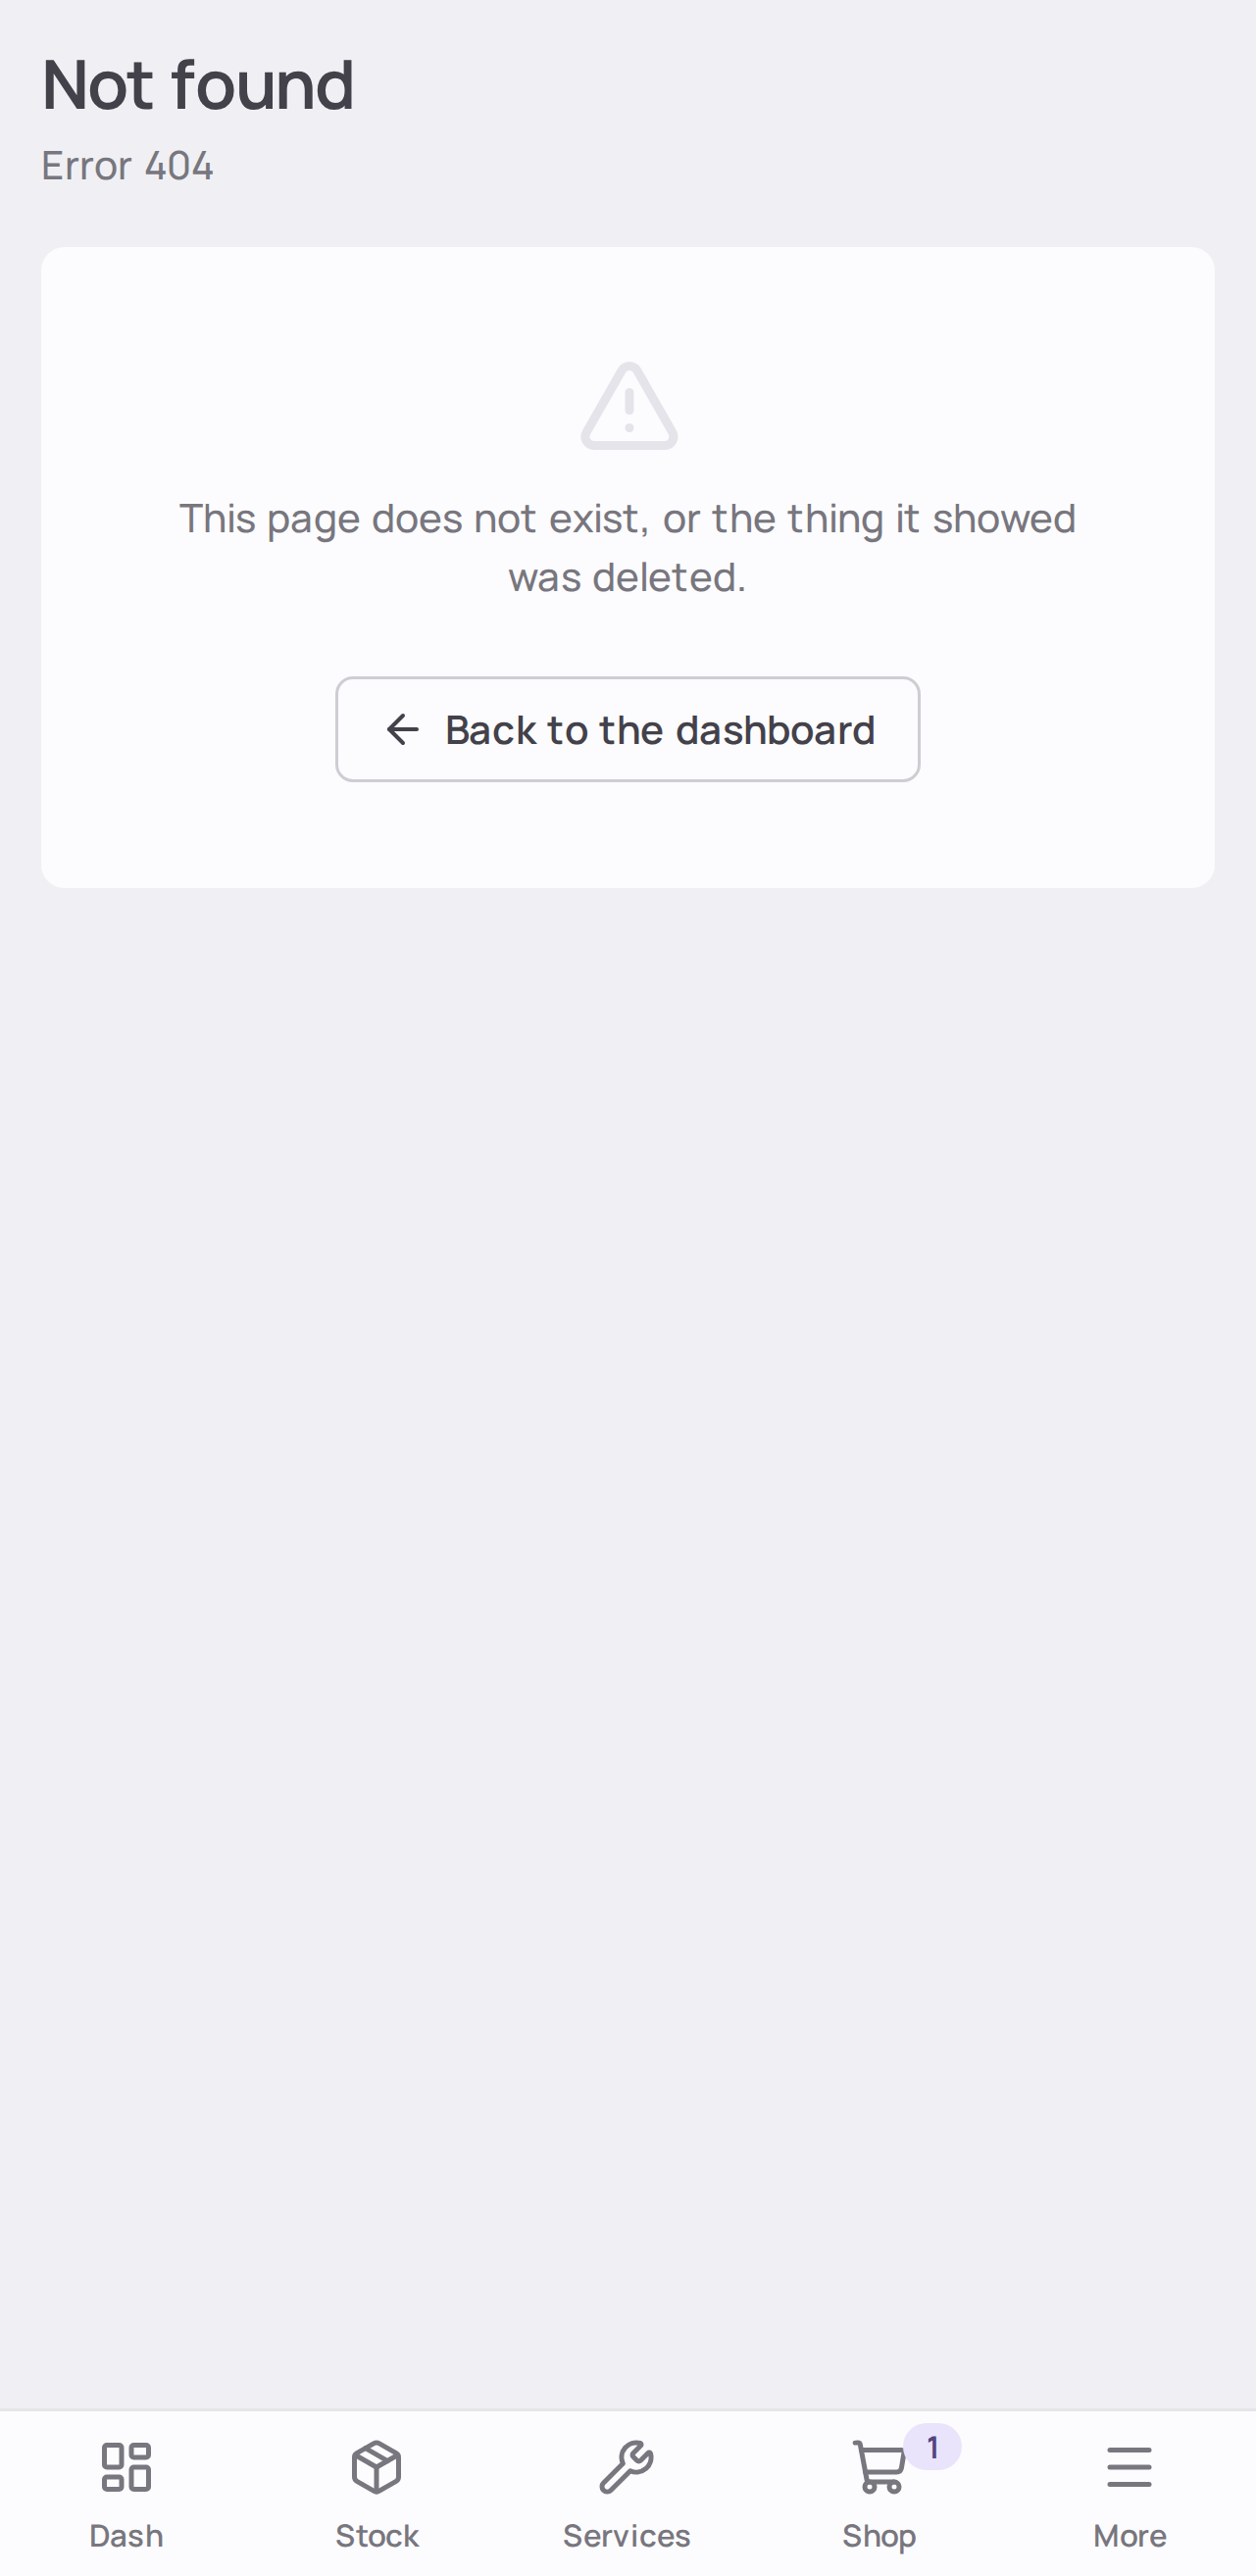 Not found
Error 404
This page does not exist, or the thing it showed
was deleted.
Back to the dashboard
1
Dash
Stock
Services
Shop
More